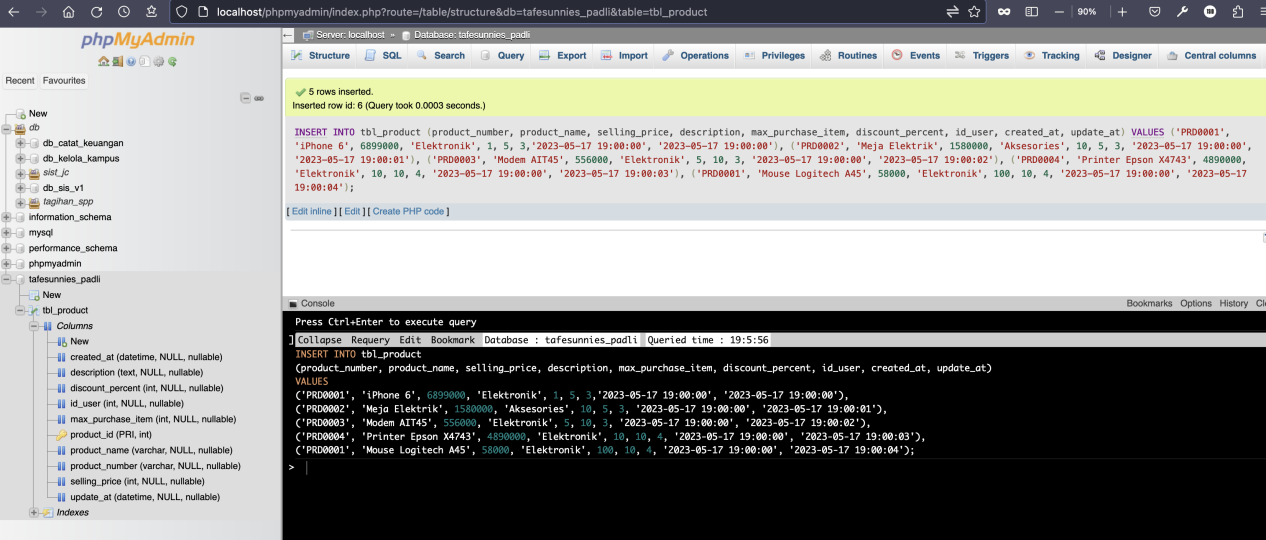 localhost/phpmyadmin/index.php?route=/table/structure&db=tafesunnies_padli&table=tbl_product
90%
phpMyAdmin
Recent Favourites
New
db
db_catat_keuangan
db_kelola_kampus
sist_jc
db_sis_v1
tagihan_spp
information_schema
mysql
performance_schema
phpmyadmin
tafesunnies_padli
New
tbl_product
Columns
New
created_at (datetime, NULL, nullable)
description (text, NULL, nullable)
discount_percent (int, NULL, nullable)
id_user (int, NULL, nullable)
max_purchase_item (int, NULL, nullable)
product_id (PRI, int)
product_name (varchar, NULL, nullable)
product_number (varchar, NULL, nullable)
selling_price (int, NULL, nullable)
update_at (datetime, NULL, nullable)
Indexes
Server: localhost » Database: tafesunnies_padli
Structure SQL Search Query Export Import Operations Privileges Routines Events Triggers Tracking Designer Central columns
5 rows inserted.
Inserted row id: 6 (Query took 0.0003 seconds.)
INSERT INTO tbl_product (product_number, product_name, selling_price, description, max_purchase_item, discount_percent, id_user, created_at, update_at) VALUES ('PRD0001',
'iPhone 6', 6899000, 'Elektronik', 1, 5, 3,'2023-05-17 19:00:00', '2023-05-17 19:00:00'), ('PRD0002', 'Meja Elektrik', 1580000, 'Aksesories', 10, 5, 3, '2023-05-17 19:00:00',
'2023-05-17 19:00:01'), ('PRD0003', 'Modem AIT45', 556000, 'Elektronik', 5, 10, 3, '2023-05-17 19:00:00', '2023-05-17 19:00:02'), ('PRD0004', 'Printer Epson X4743', 4890000,
'Elektronik', 10, 10, 4, '2023-05-17 19:00:00', '2023-05-17 19:00:03'), ('PRD0001', 'Mouse Logitech A45', 58000, 'Elektronik', 100, 10, 4, '2023-05-17 19:00:00', '2023-05-17
19:00:04');
[ Edit inline ] [ Edit ] [ Create PHP code ]
Console Bookmarks Options History
Press Ctrl+Enter to execute query
] Collapse Requery Edit Bookmark Database : tafesunnies_padli Queried time : 19:5:56
INSERT INTO tbl_product
(product_number, product_name, selling_price, description, max_purchase_item, discount_percent, id_user, created_at, update_at)
VALUES
('PRD0001', 'iPhone 6', 6899000, 'Elektronik', 1, 5, 3,'2023-05-17 19:00:00', '2023-05-17 19:00:00'),
('PRD0002', 'Meja Elektrik', 1580000, 'Aksesories', 10, 5, 3, '2023-05-17 19:00:00', '2023-05-17 19:00:01'),
('PRD0003', 'Modem AIT45', 556000, 'Elektronik', 5, 10, 3, '2023-05-17 19:00:00', '2023-05-17 19:00:02'),
('PRD0004', 'Printer Epson X4743', 4890000, 'Elektronik', 10, 10, 4, '2023-05-17 19:00:00', '2023-05-17 19:00:03'),
('PRD0001', 'Mouse Logitech A45', 58000, 'Elektronik', 100, 10, 4, '2023-05-17 19:00:00', '2023-05-17 19:00:04');
>